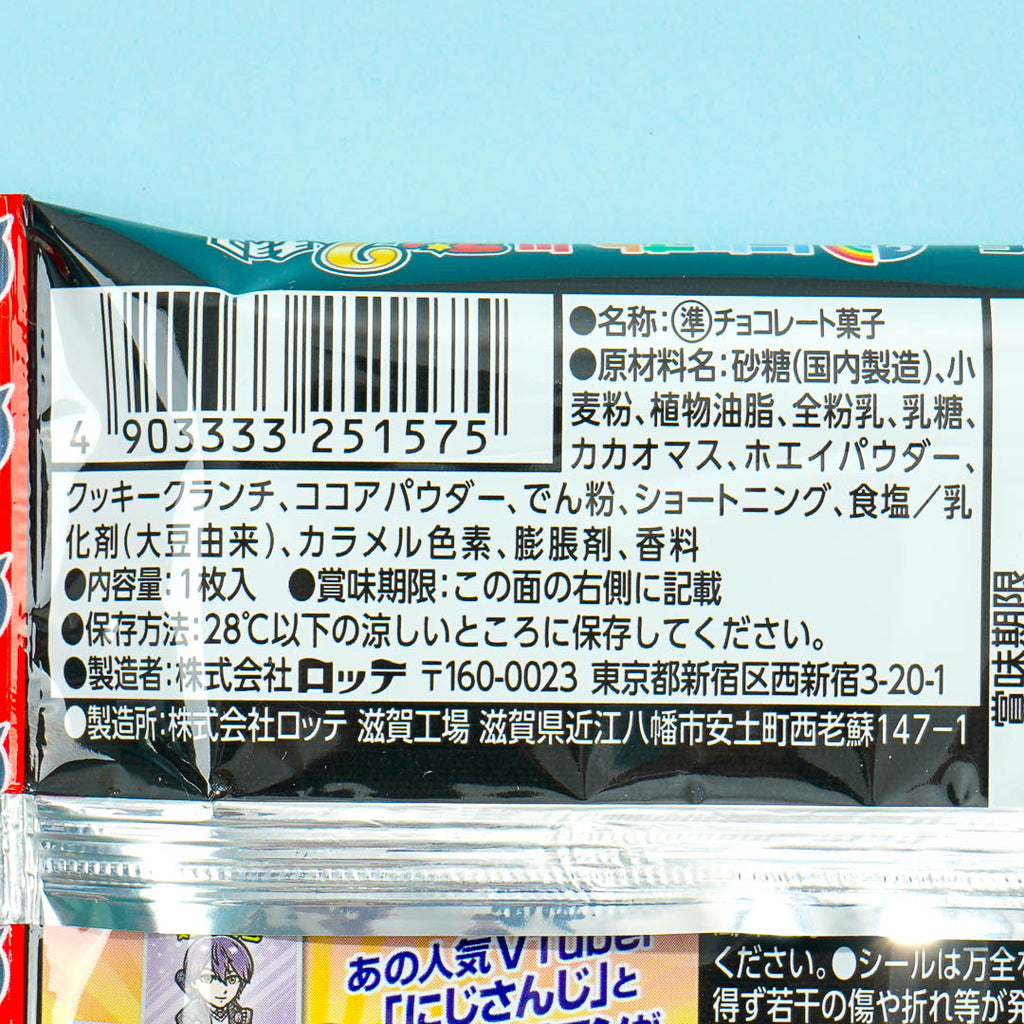 4 903333 251575
●名称：㊜チョコレート菓子
●原材料名：砂糖(国内製造)、小
麦粉、植物油脂、全粉乳、乳糖、
カカオマス、ホエイパウダー、
クッキークランチ、ココアパウダー、でん粉、ショートニング、食塩／乳
化剤(大豆由来)、カラメル色素、膨脹剤、香料
●内容量：1枚入 ●賞味期限：この面の右側に記載
●保存方法：28℃以下の涼しいところに保存してください。
●製造者：株式会社ロッテ 〒160-0023 東京都新宿区西新宿3-20-1
●製造所：株式会社ロッテ 滋賀工場 滋賀県近江八幡市安土町西老蘇147-1
賞味期限
あの人気VTuber
「にじさんじ」と
ください。●シールは万全
得ず若干の傷や折れ等が発